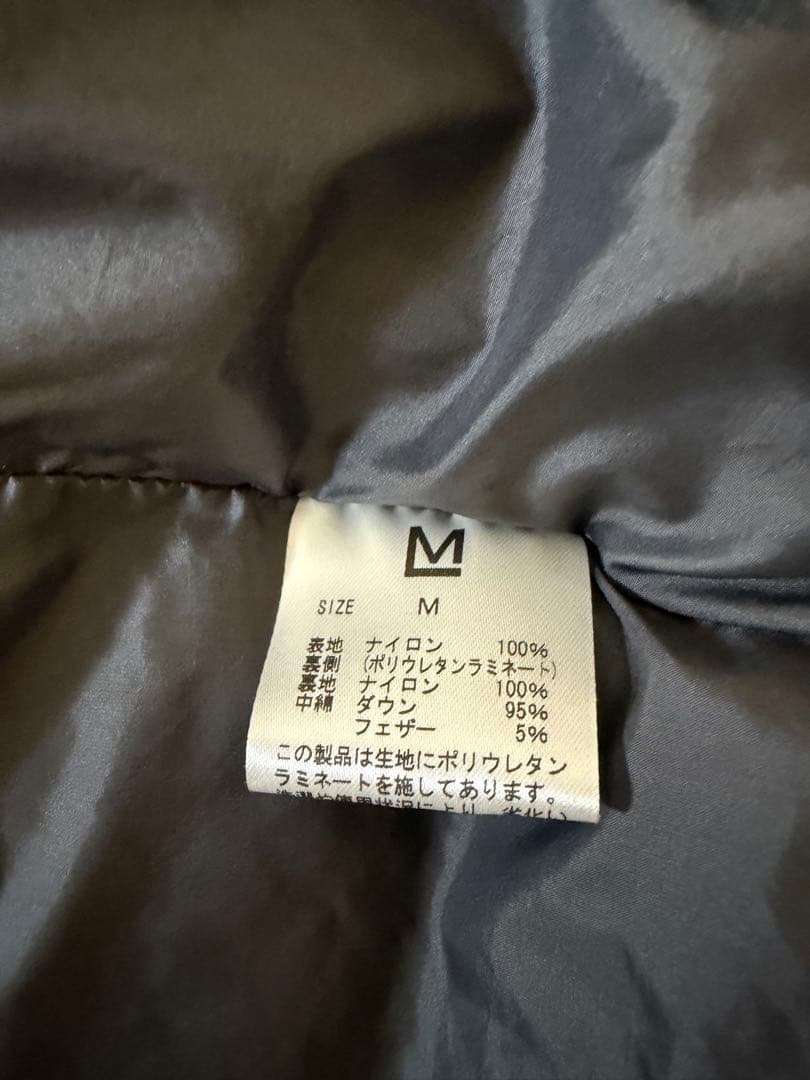 M
SIZE M
表地 ナイロン 100%
裏側 (ポリウレタンラミネート)
裏地 ナイロン 100%
中綿 ダウン 95%
フェザー 5%
この製品は生地にポリウレタン
ラミネートを施してあります。